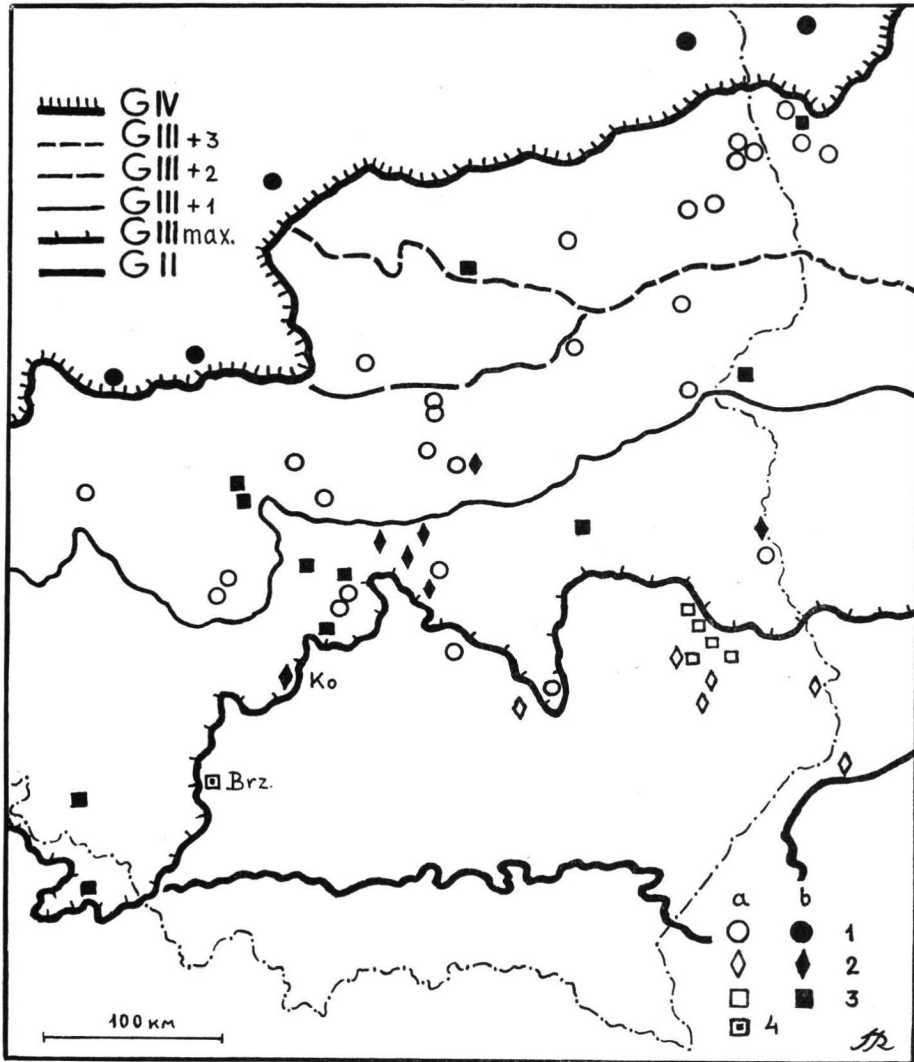 G IV
G III + 3
G III + 2
G III + 1
G III max.
G II
Ko
Brz.
a b
1
2
3
4
100 KM